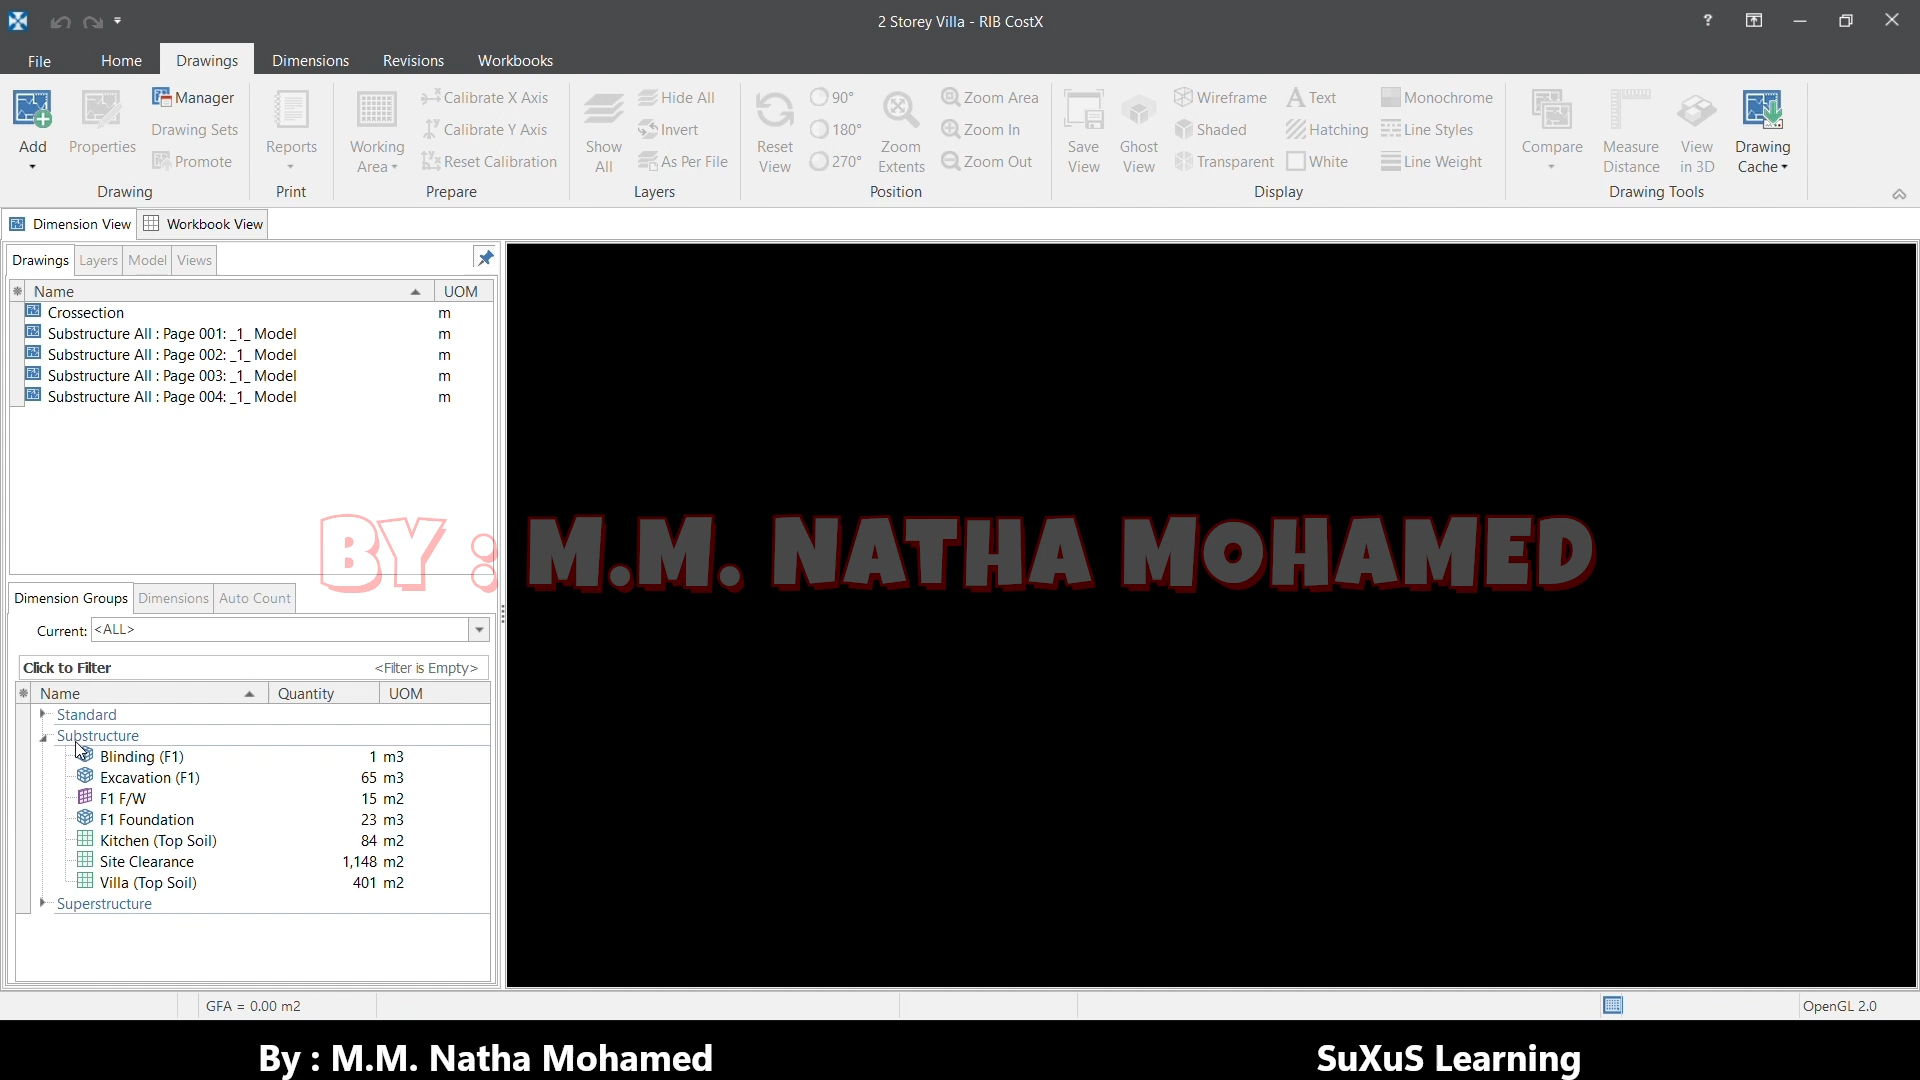 2 Storey Villa - RIB CostX
?
File Home Drawings Dimensions Revisions Workbooks
Add
Properties
Manager
Drawing Sets
Promote
Drawing
Reports
Print
Working Area
Calibrate X Axis
Calibrate Y Axis
Reset Calibration
Prepare
Show All
Hide All
Invert
As Per File
Layers
Reset View
90°
180°
270°
Zoom Extents
Zoom Area
Zoom In
Zoom Out
Position
Save View
Ghost View
Wireframe
Shaded
Transparent
Text
Hatching
White
Monochrome
Line Styles
Line Weight
Display
Compare
Measure Distance
View in 3D
Drawing Cache
Drawing Tools
Dimension View Workbook View
Drawings Layers Model Views
Name UOM
Crossection m
Substructure All : Page 001: _1_ Model m
Substructure All : Page 002: _1_ Model m
Substructure All : Page 003: _1_ Model m
Substructure All : Page 004: _1_ Model m
BY : M.M. NATHA MOHAMED
Dimension Groups Dimensions Auto Count
Current: <ALL>
Click to Filter <Filter is Empty>
Name Quantity UOM
Standard
Substructure
Blinding (F1) 1 m3
Excavation (F1) 65 m3
F1 F/W 15 m2
F1 Foundation 23 m3
Kitchen (Top Soil) 84 m2
Site Clearance 1,148 m2
Villa (Top Soil) 401 m2
Superstructure
GFA = 0.00 m2
OpenGL 2.0
By : M.M. Natha Mohamed
SuXuS Learning